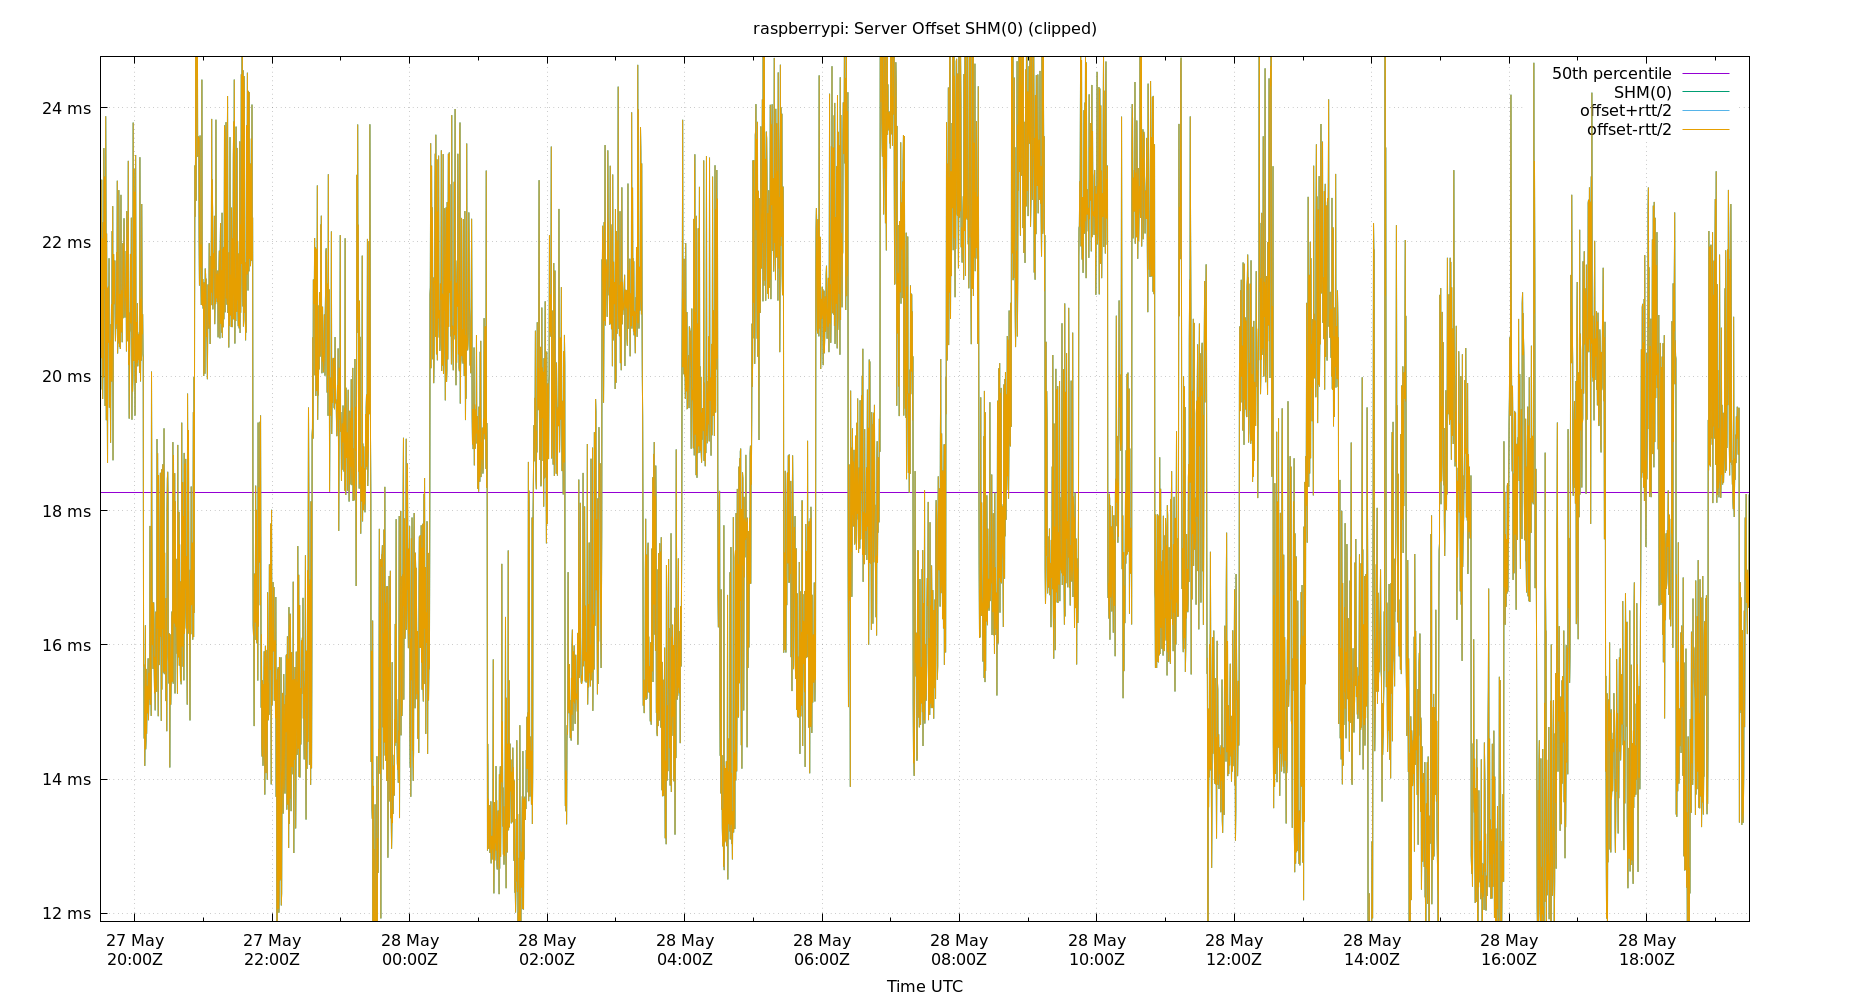 raspberrypi: Server Offset SHM(0) (clipped)
50th percentile
SHM(0)
offset+rtt/2
offset-rtt/2
24 ms
22 ms
20 ms
18 ms
16 ms
14 ms
12 ms
27 May 27 May 28 May 28 May 28 May 28 May 28 May 28 May 28 May 28 May 28 May 28 May
20:00Z 22:00Z 00:00Z 02:00Z 04:00Z 06:00Z 08:00Z 10:00Z 12:00Z 14:00Z 16:00Z 18:00Z
Time UTC